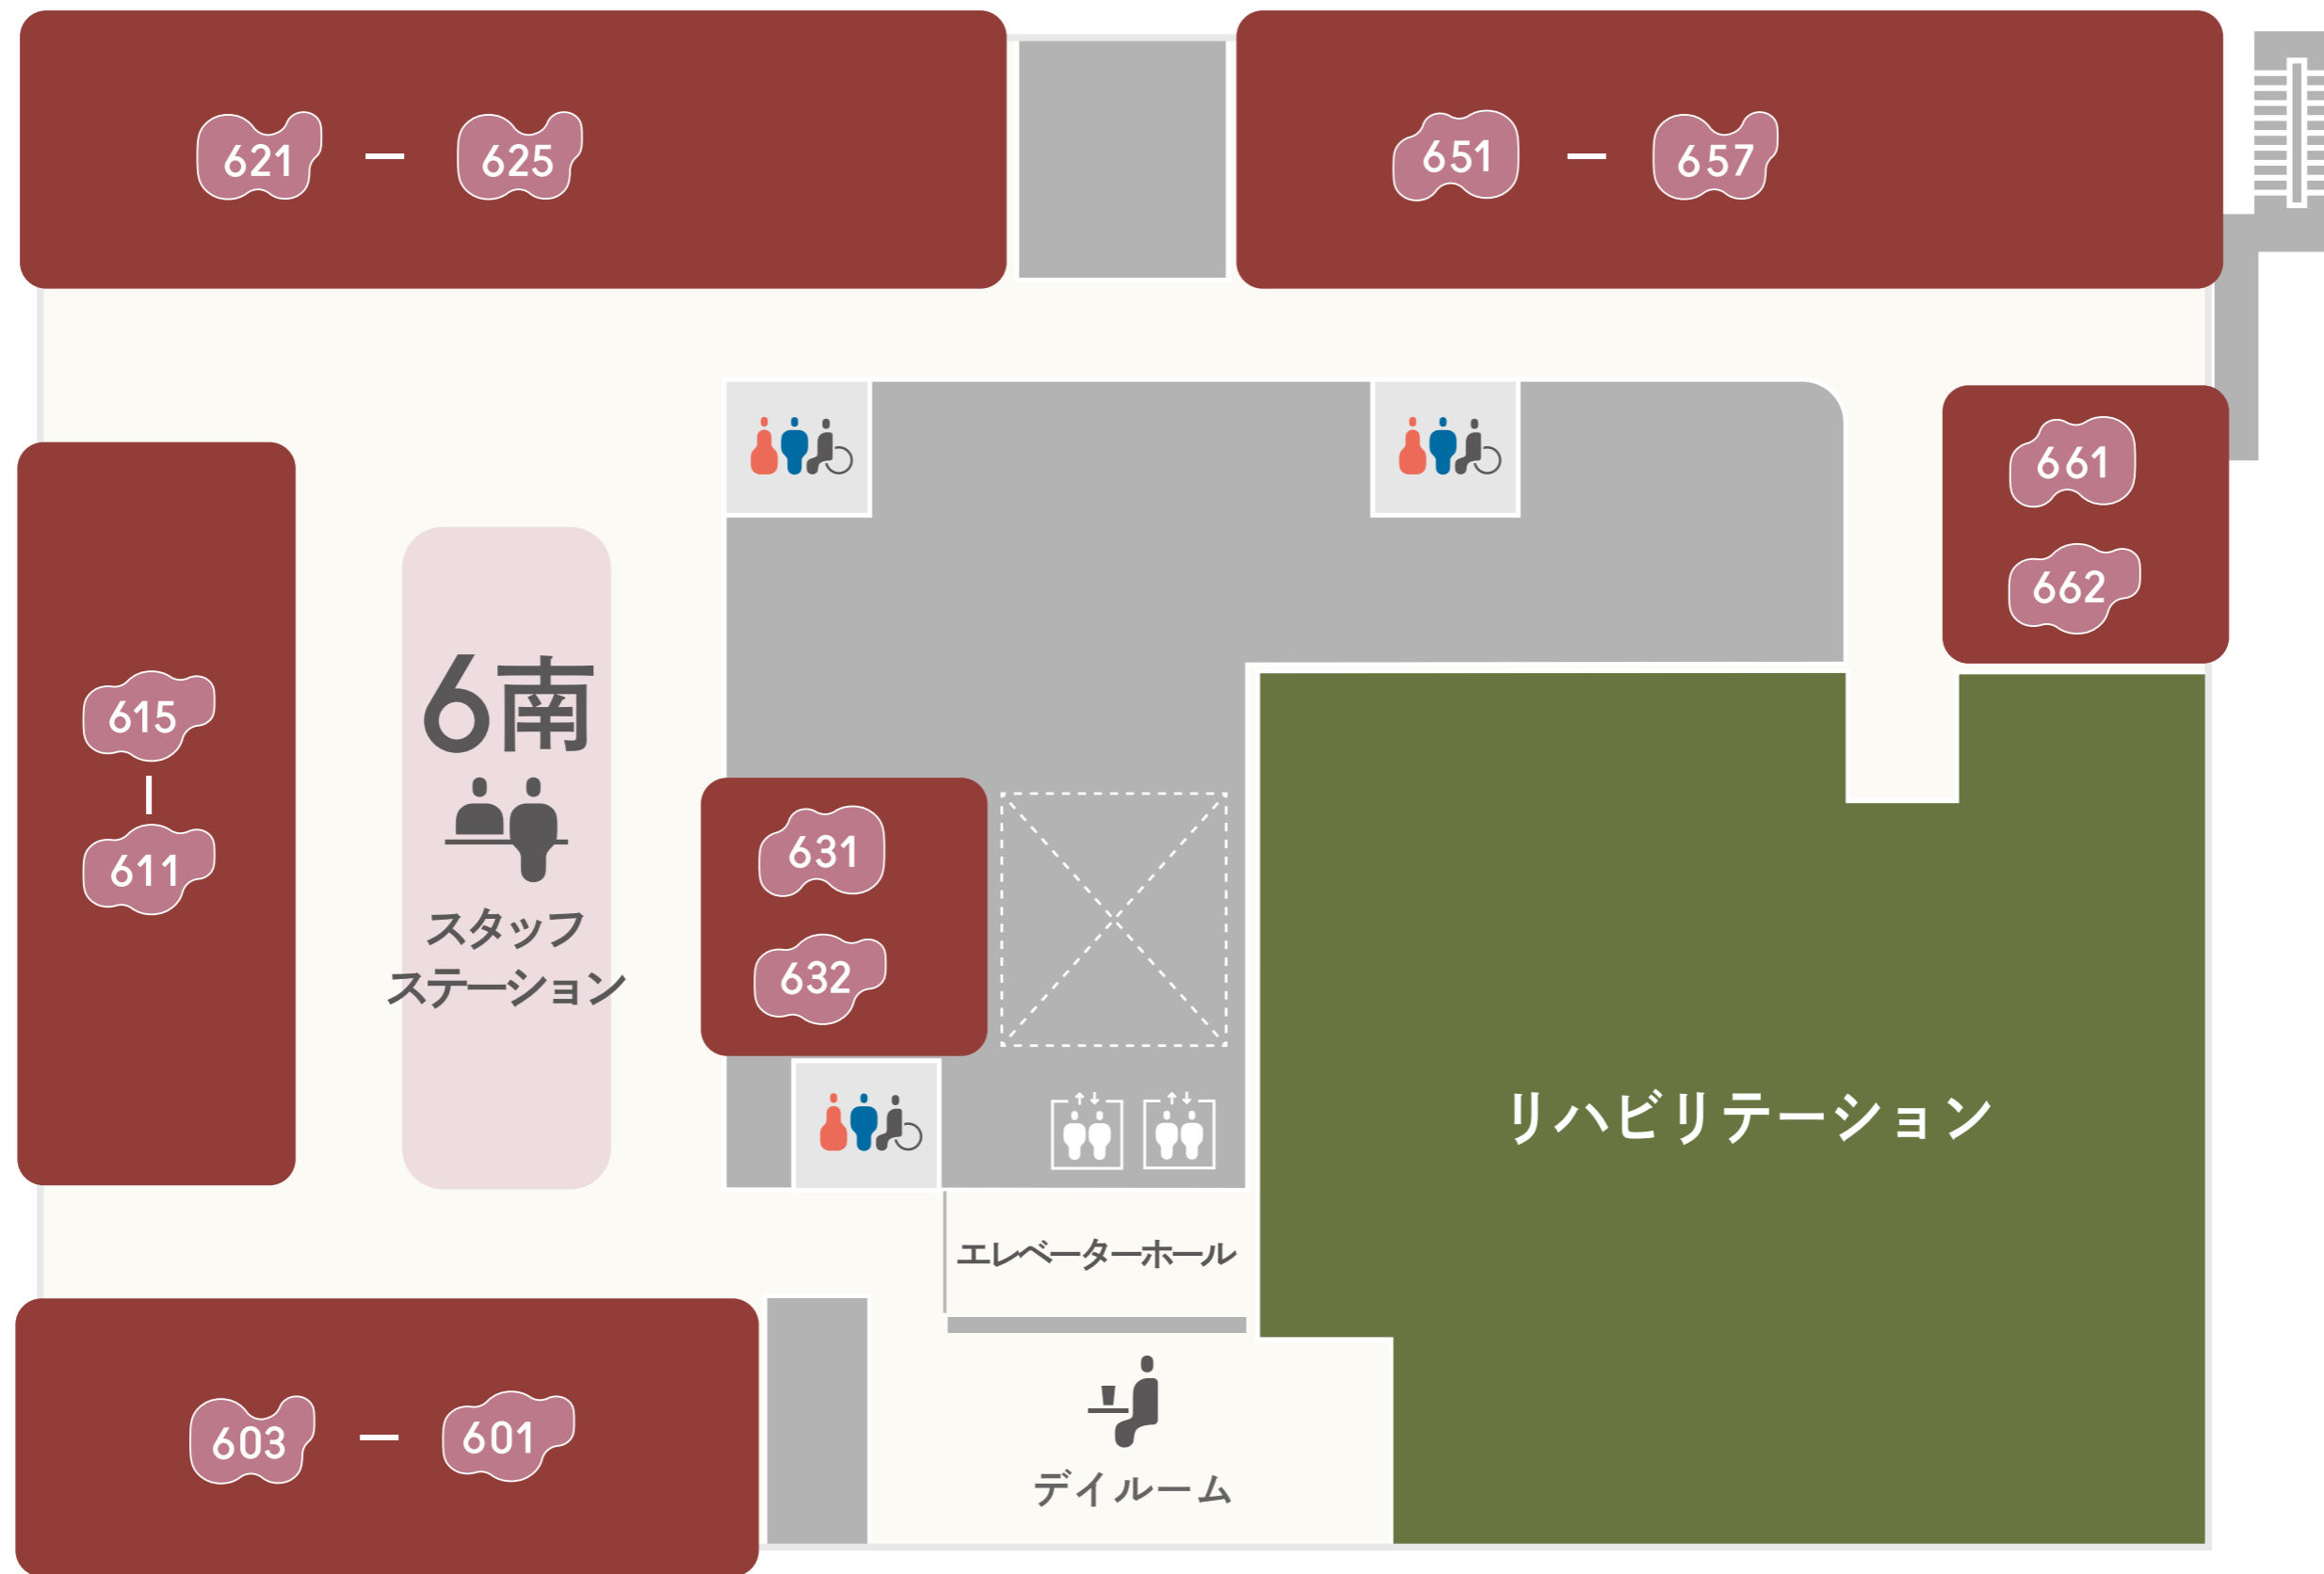 621 — 625
651 — 657
661
662
6南
スタッフ
ステーション
615
|
611
631
632
リハビリテーション
エレベーターホール
603 — 601
デイルーム